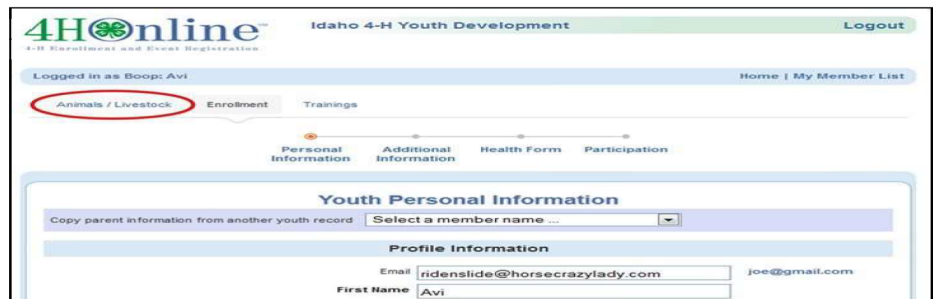 4HOnline Idaho 4-H Youth Development Logout
4-H Enrollment and Event Registration
Logged in as Boop: Avi Home | My Member List
Animals / Livestock Enrollment Trainings
Personal Information Additional Information Health Form Participation
Youth Personal Information
Copy parent information from another youth record Select a member name ...
Profile Information
Email ridenslide@horsecrazylady.com joe@gmail.com
First Name Avi